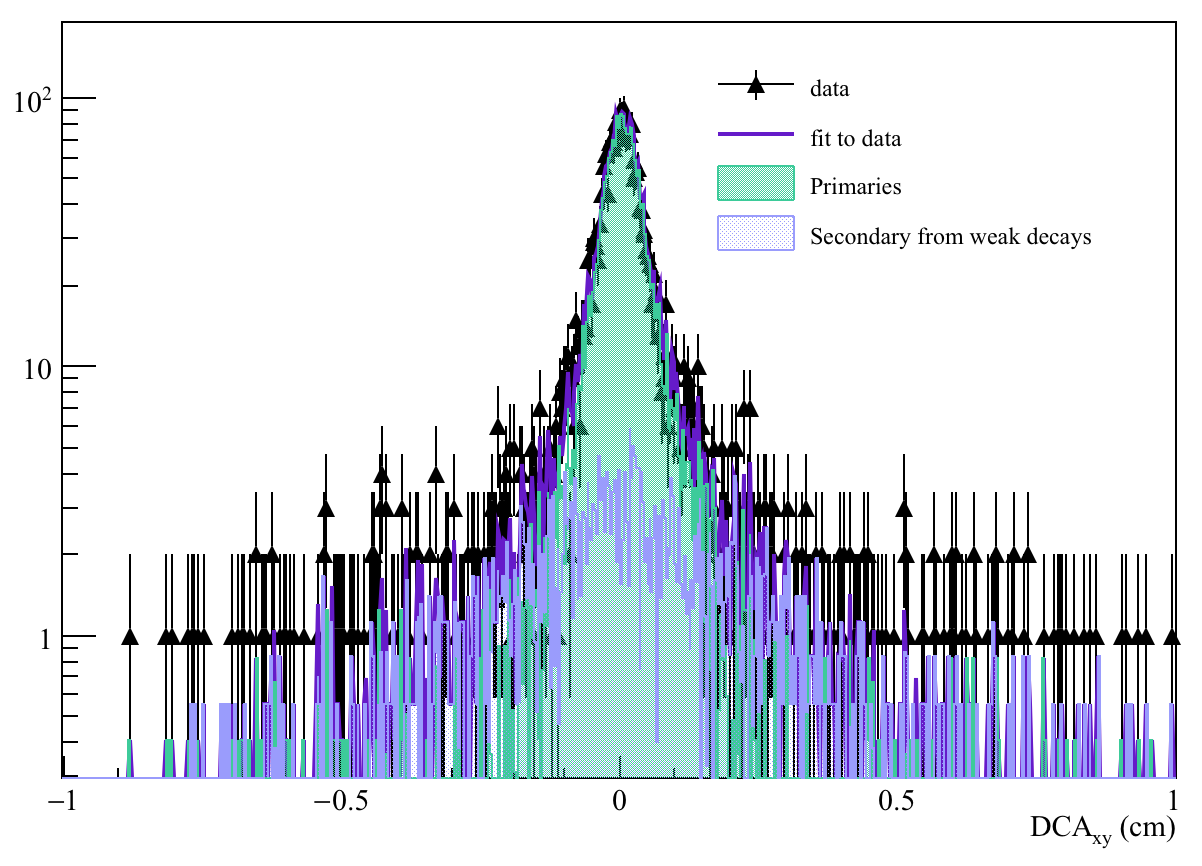 10²
10
1
data
fit to data
Primaries
Secondary from weak decays
−1
−0.5
0
0.5
1
DCAxy (cm)